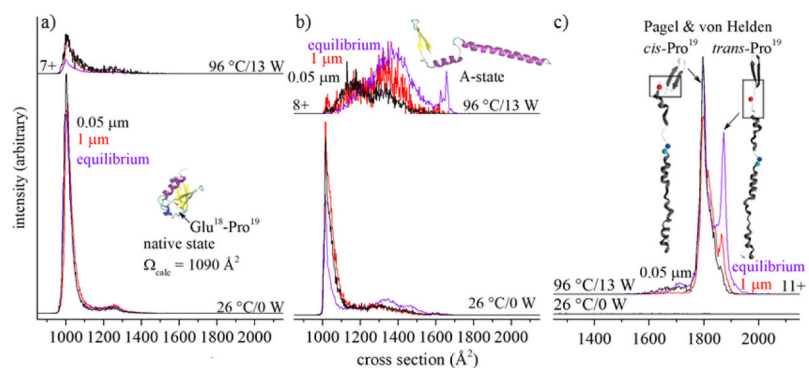 a)
7+
96 °C/13 W
0.05 µm
1 µm
equilibrium
Glu18-Pro19
native state
Ωcalc = 1090 Å2
26 °C/0 W
1000 1200 1400 1600 1800 2000
intensity (arbitrary)
b)
equilibrium
1 µm
0.05 µm
A-state
8+
96 °C/13 W
26 °C/0 W
1000 1200 1400 1600 1800 2000
cross section (Å2)
c)
Pagel & von Helden
cis-Pro19 trans-Pro19
0.05 µm
equilibrium
96 °C/13 W
1 µm 11+
26 °C/0 W
1400 1600 1800 2000